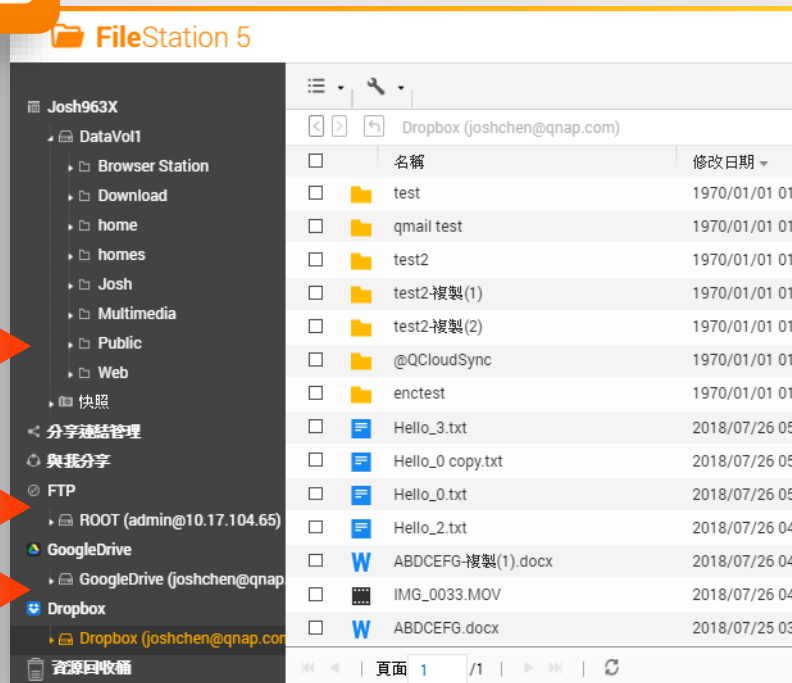 FileStation 5
Josh963X
DataVol1
Browser Station
Download
home
homes
Josh
Multimedia
Public
Web
快照
分享連結管理
與我分享
FTP
ROOT (admin@10.17.104.65)
GoogleDrive
GoogleDrive (joshchen@qnap.
Dropbox
Dropbox (joshchen@qnap.con
資源回收桶
Dropbox (joshchen@qnap.com)
名稱 修改日期
test 1970/01/01 01
qmail test 1970/01/01 01
test2 1970/01/01 01
test2-複製(1) 1970/01/01 01
test2-複製(2) 1970/01/01 01
@QCloudSync 1970/01/01 01
enctest 1970/01/01 01
Hello_3.txt 2018/07/26 05
Hello_0 copy.txt 2018/07/26 05
Hello_0.txt 2018/07/26 05
Hello_2.txt 2018/07/26 04
ABDCEFG-複製(1).docx 2018/07/26 04
IMG_0033.MOV 2018/07/26 04
ABDCEFG.docx 2018/07/25 03
頁面 1 /1